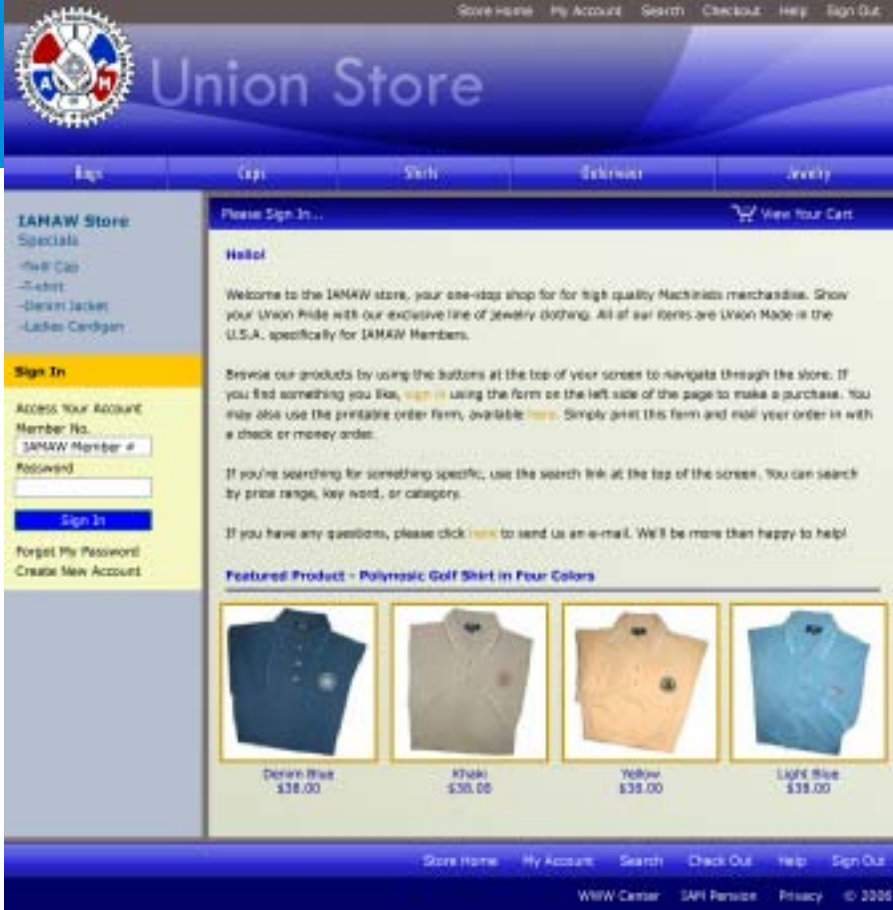 Store Home My Account Search Checkout Help Sign Out
I
A M
Union Store
Bags Caps Shirts Outerwear Jewelry
IAMAW Store
Specials
-Twill Cap
-T-shirt
-Denim Jacket
-Ladies Cardigan
Sign In
Access Your Account
Member No.
IAMAW Member #
Password
Sign In
Forgot My Password
Create New Account
Please Sign In...
View Your Cart
Hello!
Welcome to the IAMAW store, your one-stop shop for for high quality Machinists merchandise. Show
your Union Pride with our exclusive line of jewelry clothing. All of our items are Union Made in the
U.S.A. specifically for IAMAW Members.
Browse our products by using the buttons at the top of your screen to navigate through the store. If
you find something you like, sign in using the form on the left side of the page to make a purchase. You
may also use the printable order form, available here. Simply print this form and mail your order in with
a check or money order.
If you're searching for something specific, use the search link at the top of the screen. You can search
by price range, key word, or category.
If you have any questions, please click here to send us an e-mail. We'll be more than happy to help!
Featured Product - Polynosic Golf Shirt in Four Colors
Denim Blue Khaki Yellow Light Blue
$38.00 $38.00 $38.00 $38.00
Store Home My Account Search Check Out Help Sign Out
WWW Center IAM Pension Privacy © 2006